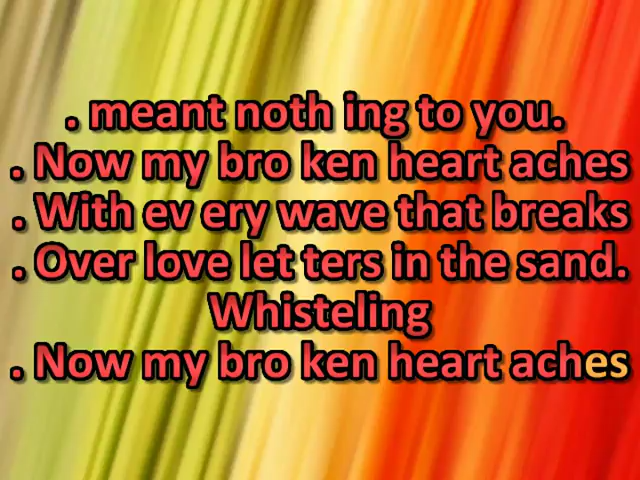 . meant noth ing to you.
. Now my bro ken heart aches
. With ev ery wave that breaks
. Over love let ters in the sand.
Whisteling
. Now my bro ken heart aches